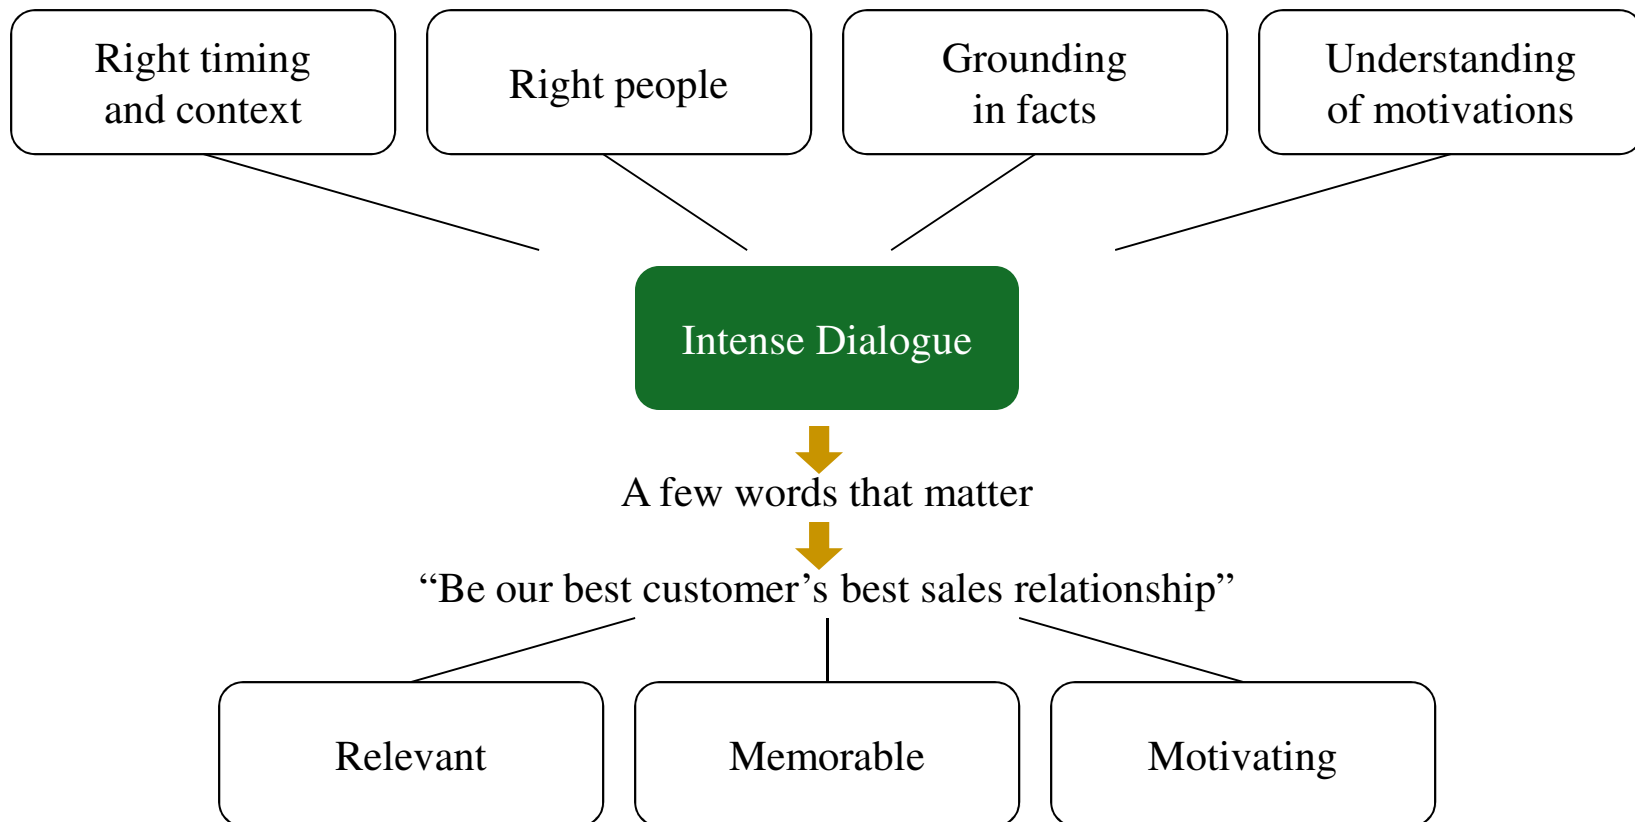 Right timing
and context
Right people
Grounding
in facts
Understanding
of motivations
Intense Dialogue
A few words that matter
“Be our best customer’s best sales relationship”
Relevant
Memorable
Motivating